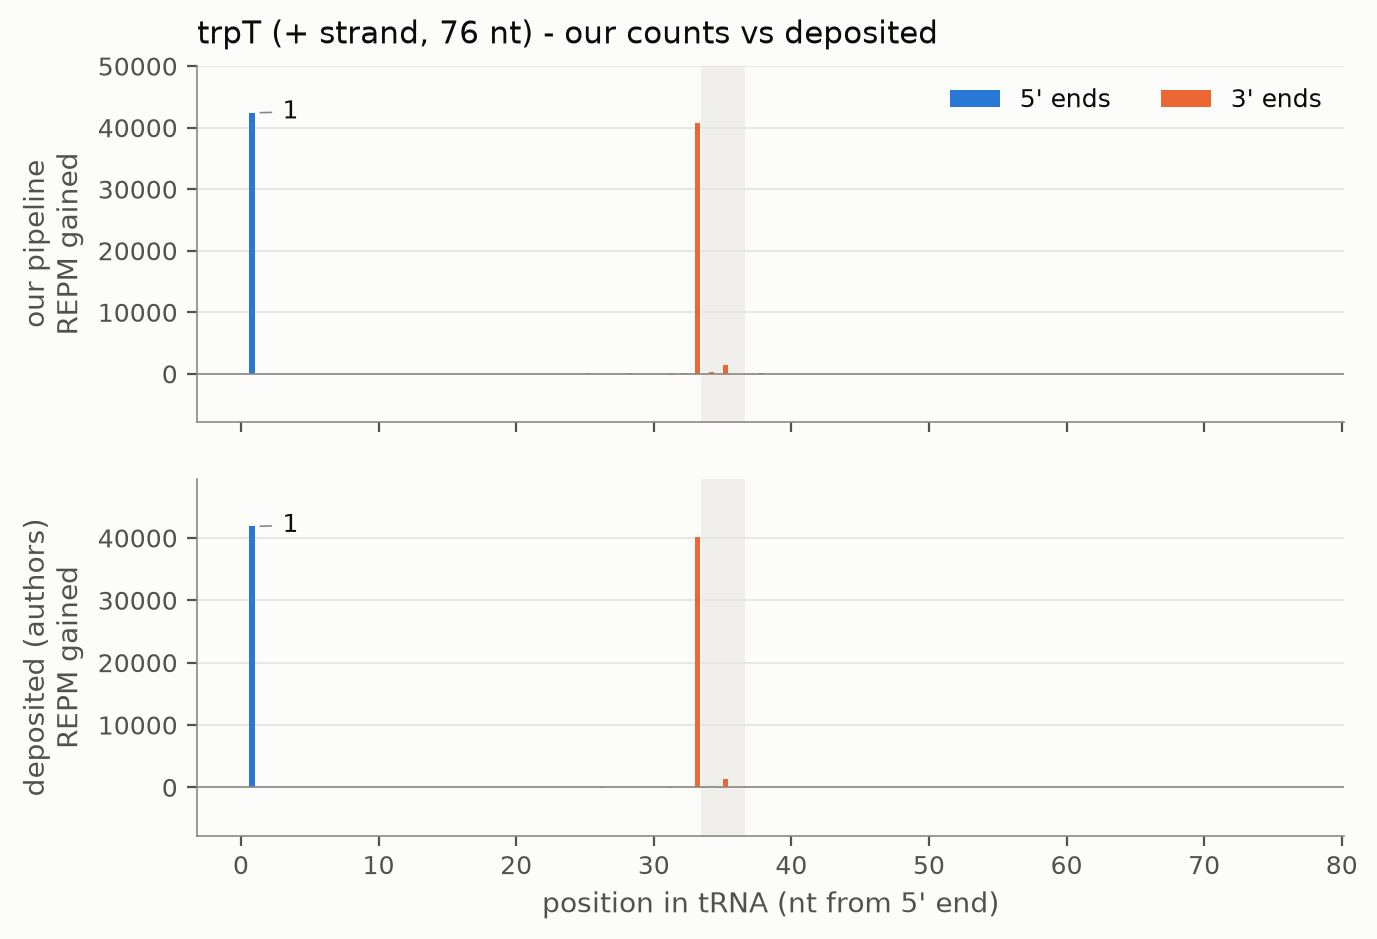 trpT (+ strand, 76 nt) - our counts vs deposited
50000
40000
30000
20000
10000
0
our pipeline
REPM gained
1
5' ends
3' ends
40000
30000
20000
10000
0
deposited (authors)
REPM gained
1
0 10 20 30 40 50 60 70 80
position in tRNA (nt from 5' end)